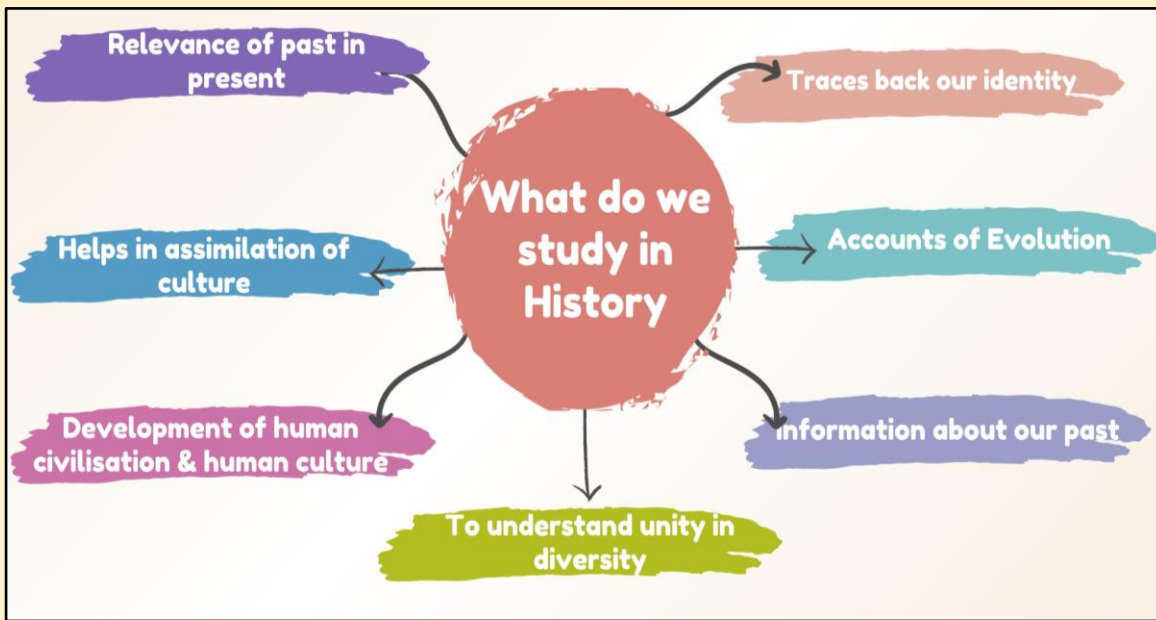 Relevance of past in
present
Traces back our identity
What do we
study in
History
Helps in assimilation of
culture
Accounts of Evolution
Development of human
civilisation & human culture
Information about our past
To understand unity in
diversity